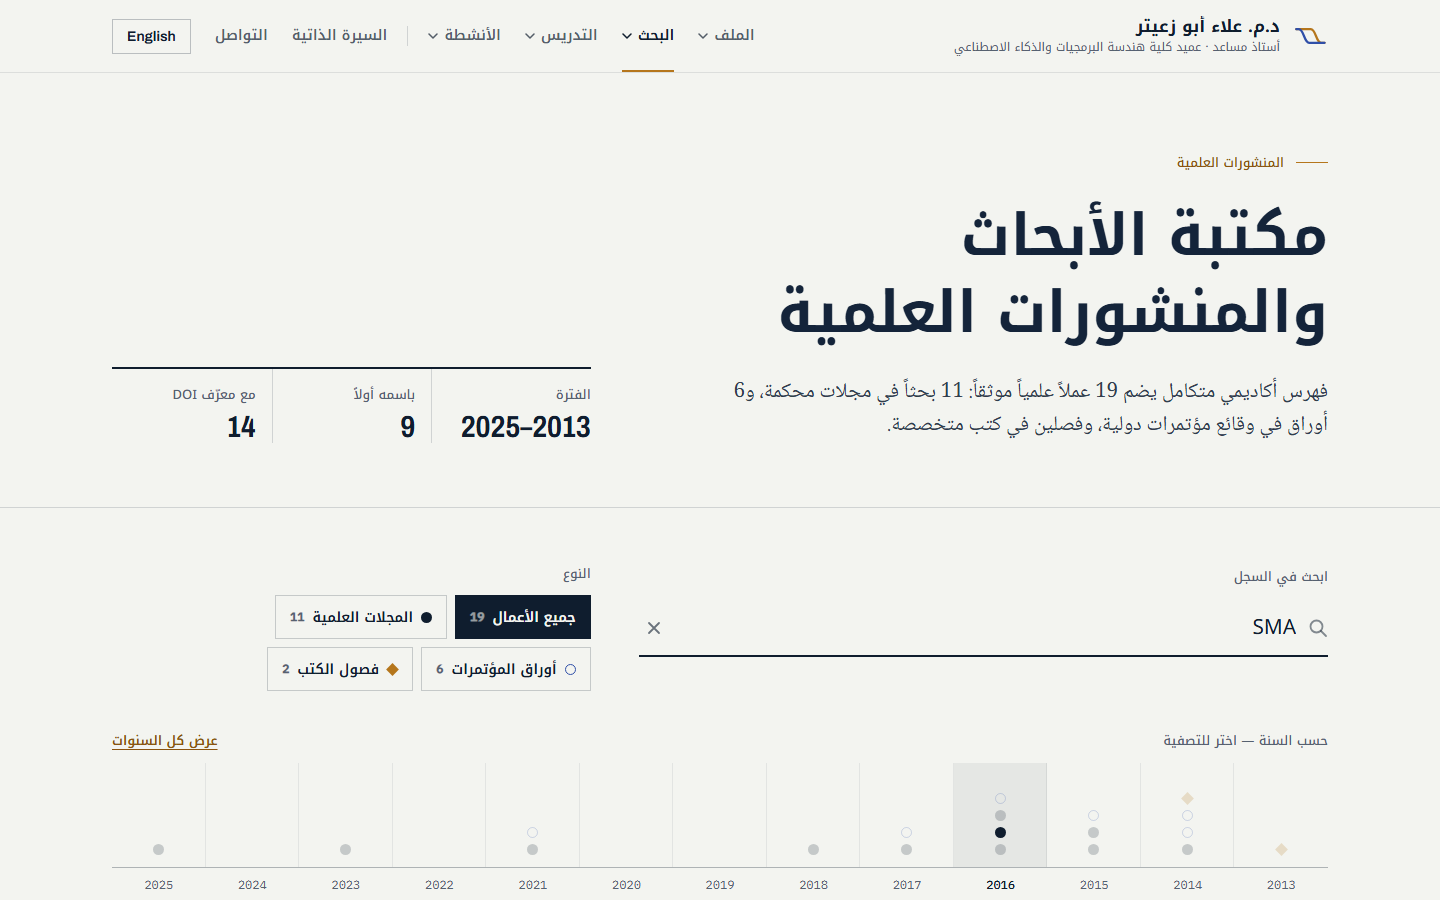 د.م. علاء أبو زعيتر
أستاذ مساعد · عميد كلية هندسة البرمجيات والذكاء الاصطناعي
الملف
البحث
التدريس
الأنشطة
السيرة الذاتية
التواصل
English
المنشورات العلمية
مكتبة الأبحاث
والمنشورات العلمية
فهرس أكاديمي متكامل يضم 19 عملاً علمياً موثقاً: 11 بحثاً في مجلات محكمة، و6
أوراق في وقائع مؤتمرات دولية، وفصلين في كتب متخصصة.
الفترة
2013–2025
باسمه أولاً
9
مع معرّف DOI
14
ابحث في السجل
SMA
النوع
جميع الأعمال 19
المجلات العلمية 11
أوراق المؤتمرات 6
فصول الكتب 2
حسب السنة — اختر للتصفية
عرض كل السنوات
2013
2014
2015
2016
2017
2018
2019
2020
2021
2022
2023
2024
2025